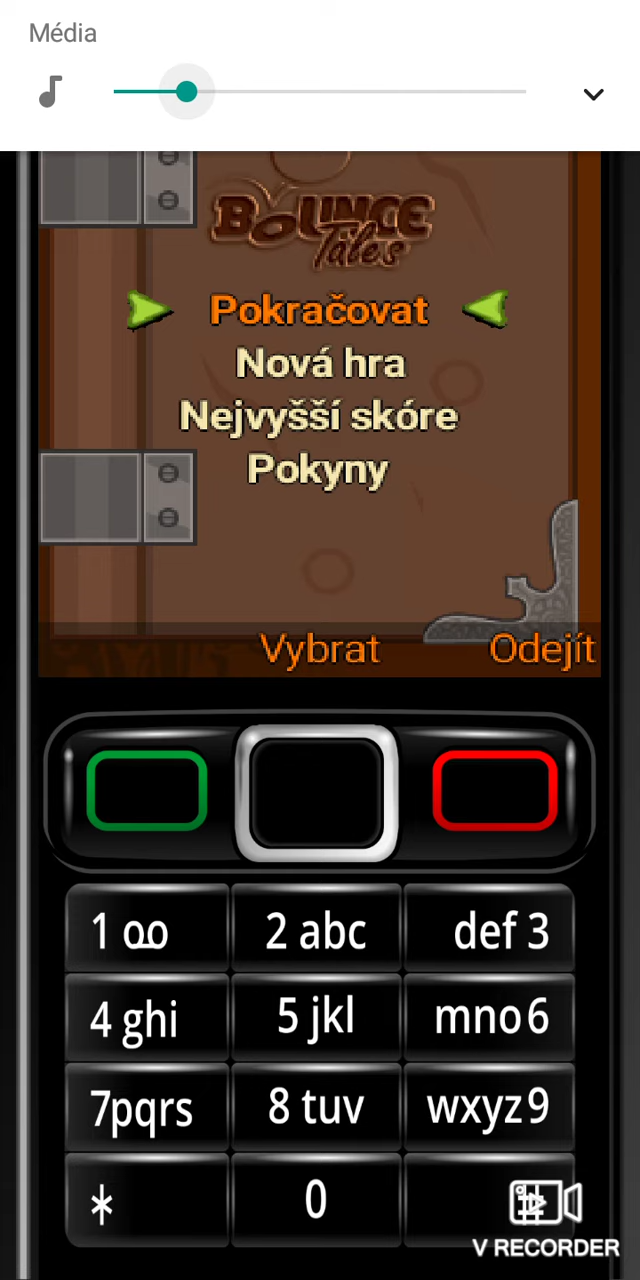 Média
BOUNCE
Tales
Pokračovat
Nová hra
Nejvyšší skóre
Pokyny
Vybrat Odejít
1 2 abc def 3
4 ghi 5 jkl mno 6
7pqrs 8 tuv wxyz 9
* 0 #
V RECORDER